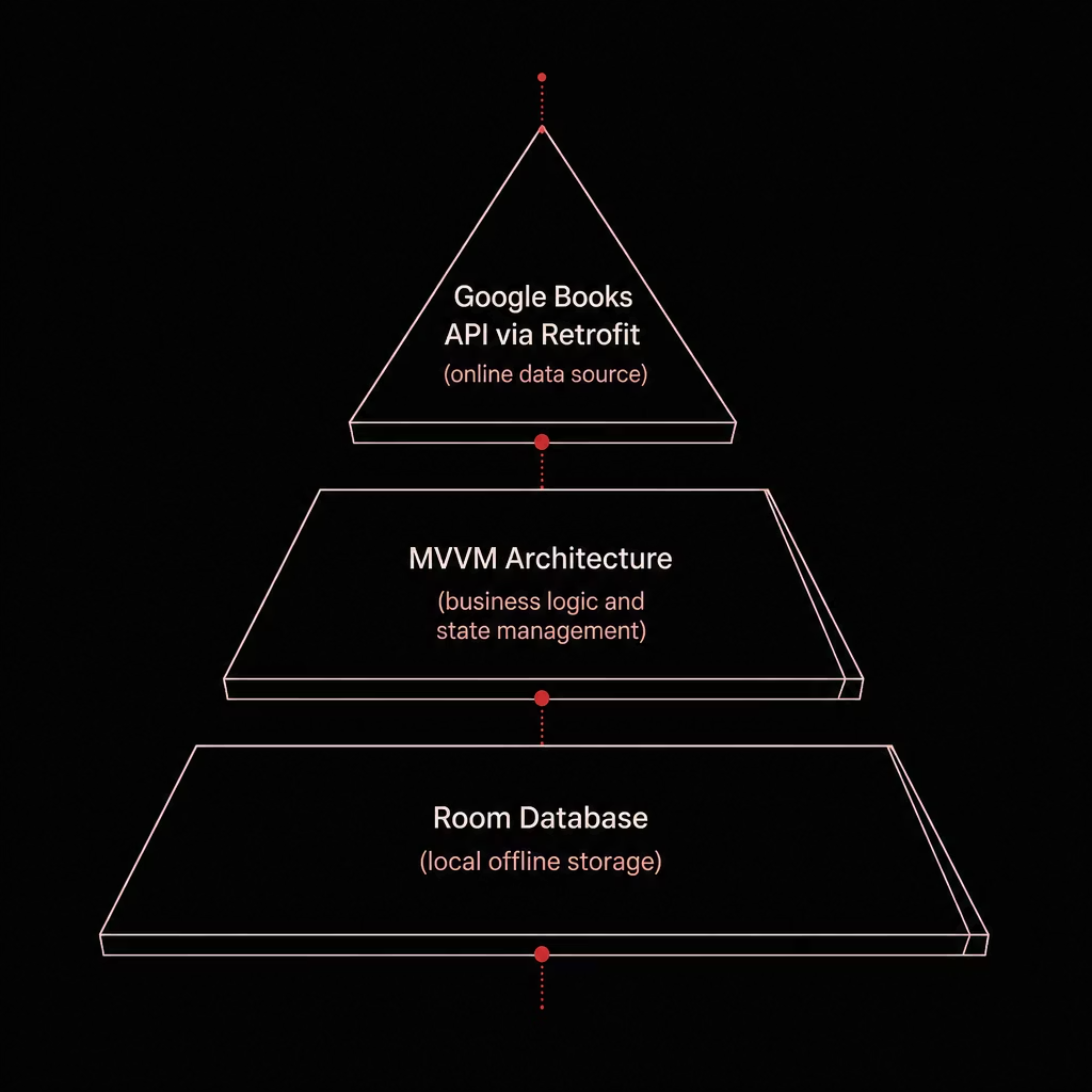 Google Books
API via Retrofit
(online data source)
MVVM Architecture
(business logic and
state management)
Room Database
(local offline storage)